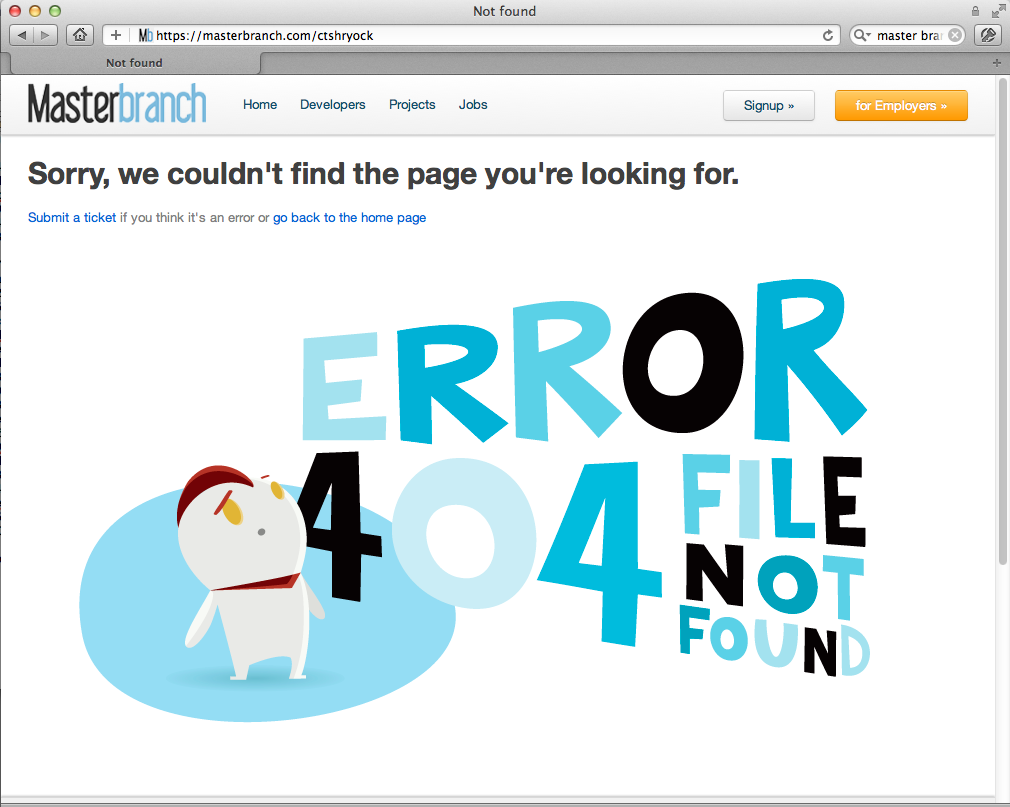 Not found
Mb https://masterbranch.com/ctshryock
master bra
Not found
Masterbranch
Home Developers Projects Jobs
Signup » for Employers »
Sorry, we couldn't find the page you're looking for.
Submit a ticket if you think it's an error or go back to the home page
ERROR
404
FILE
NOT
FOUND